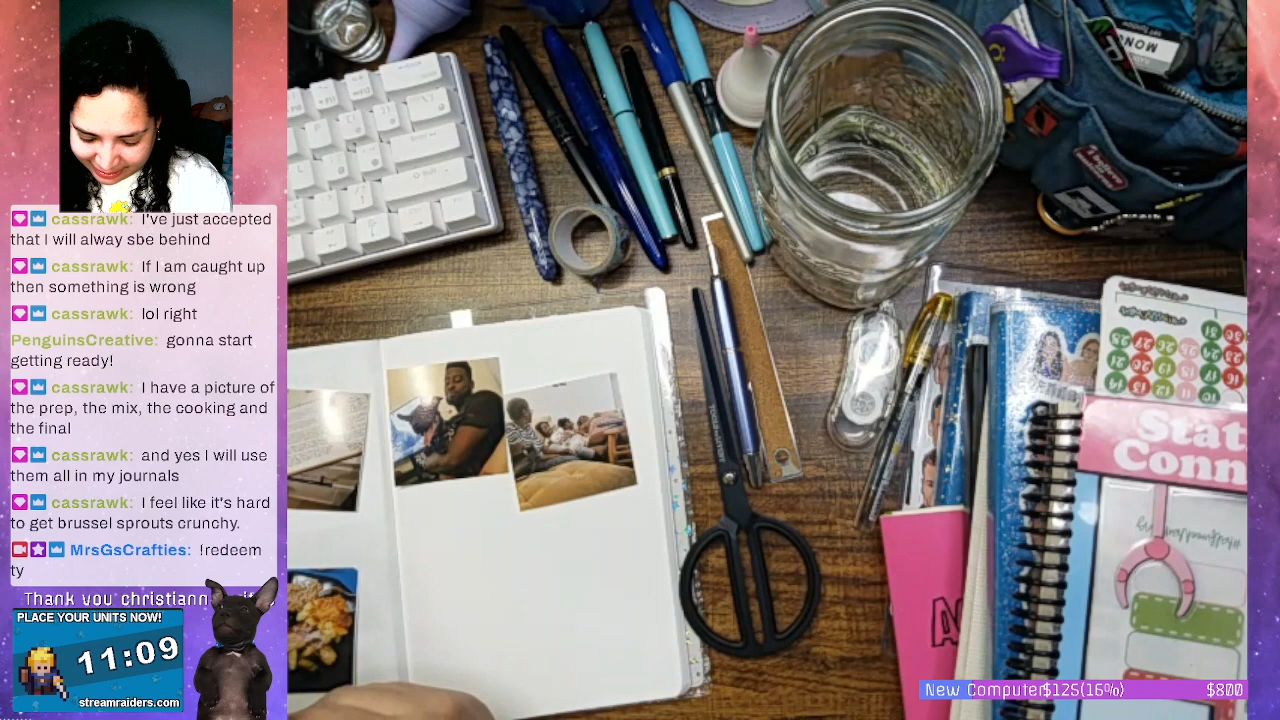 cassrawk: I've just accepted
that I will alway sbe behind
cassrawk: If I am caught up
then something is wrong
cassrawk: lol right
PenguinsCreative: gonna start
getting ready!
cassrawk: I have a picture of
the prep, the mix, the cooking and
the final
cassrawk: and yes I will use
them all in my journals
cassrawk: I feel like it's hard
to get brussel sprouts crunchy.
MrsGsCrafties: !redeem
ty
Thank you christiann
PLACE YOUR UNITS NOW!
11:09
streamraiders.com
Stat
Conn
New Computer $125(16%) $800